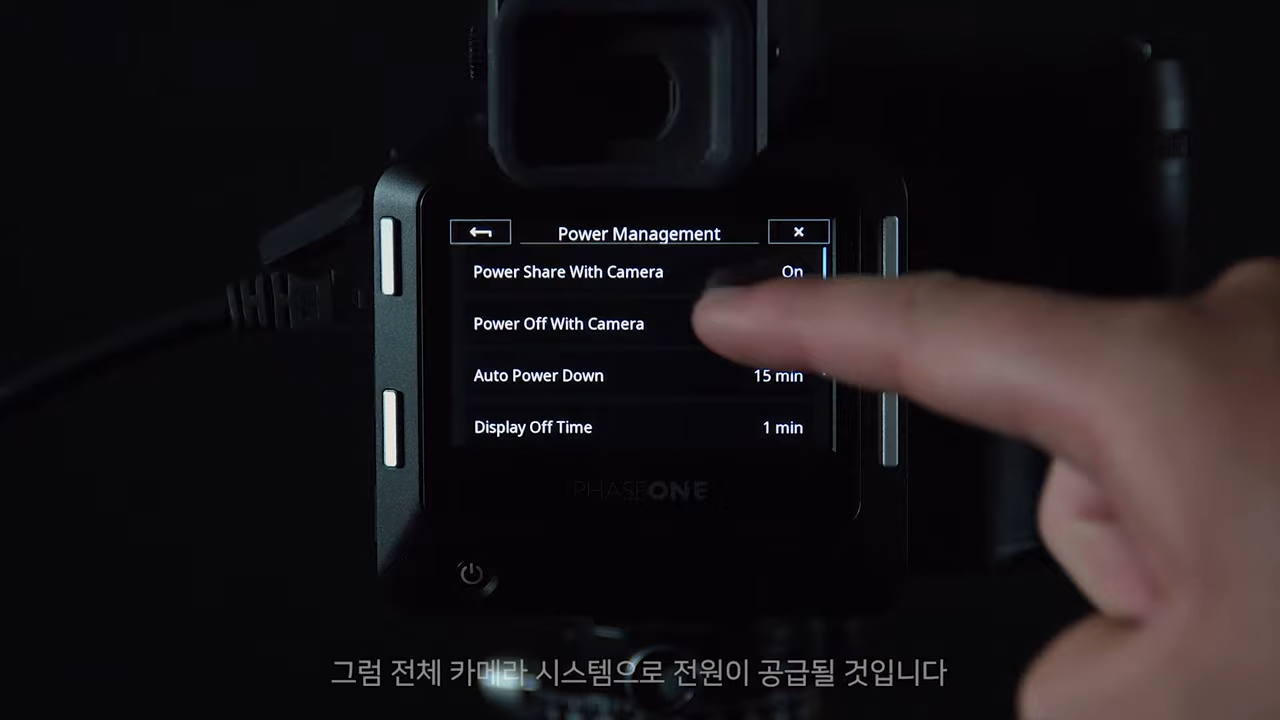 Power Management
Power Share With Camera On
Power Off With Camera
Auto Power Down 15 min
Display Off Time 1 min
PHASEONE
그럼 전체 카메라 시스템으로 전원이 공급될 것입니다